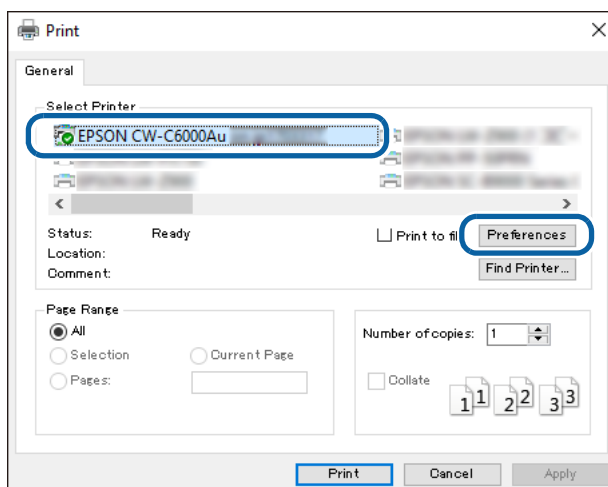 Print
General
Select Printer
EPSON CW-C6000Au
Status: Ready
Print to fil
Preferences
Location:
Comment:
Find Printer...
Page Range
All
Selection
Current Page
Pages:
Number of copies: 1
Collate
1 1 2 2 3 3
Print
Cancel
Apply